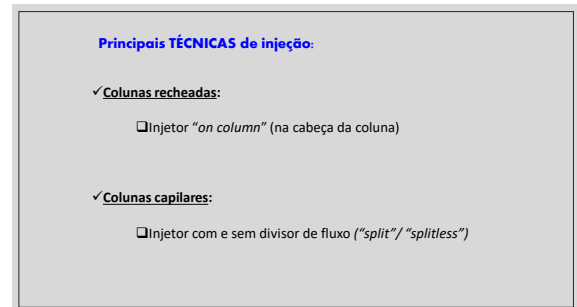 Principais TÉCNICAS de injeção:
✓Colunas recheadas:
❑Injetor “on column” (na cabeça da coluna)
✓Colunas capilares:
❑Injetor com e sem divisor de fluxo (“split”/ “splitless”)